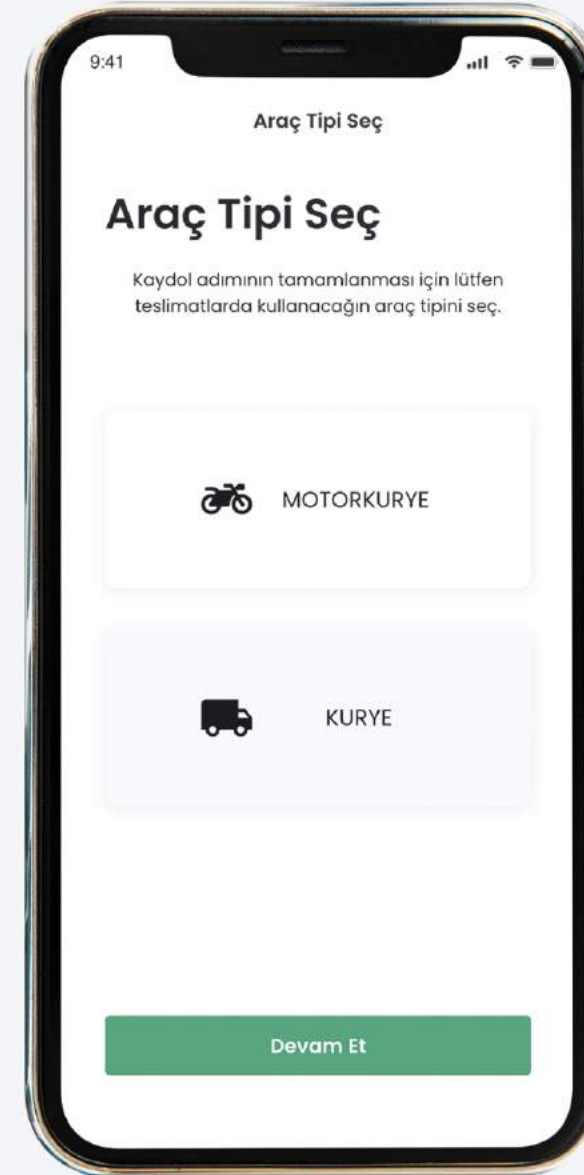 9:41
Araç Tipi Seç
Araç Tipi Seç
Kaydol adımının tamamlanması için lütfen
teslimatlarda kullanacağın araç tipini seç.
MOTORKURYE
KURYE
Devam Et